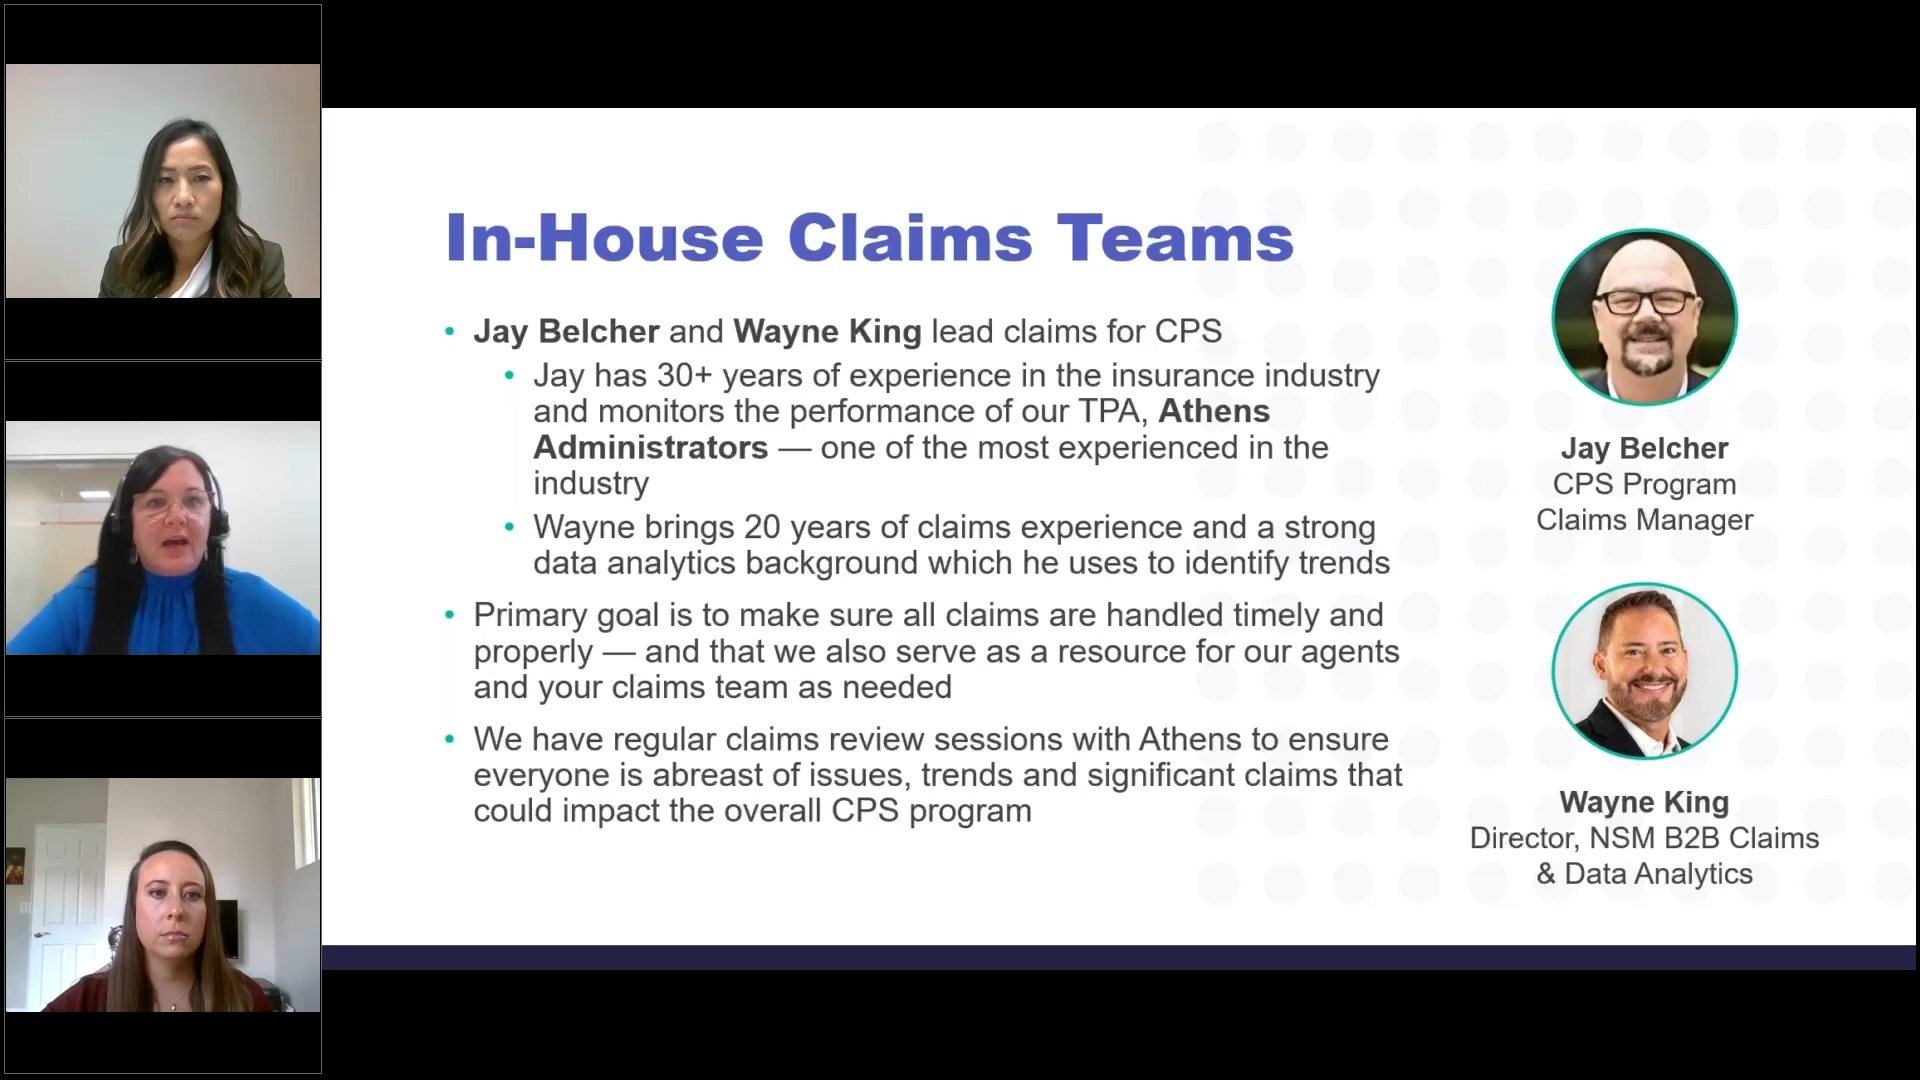 In-House Claims Teams
• Jay Belcher and Wayne King lead claims for CPS
• Jay has 30+ years of experience in the insurance industry
and monitors the performance of our TPA, Athens
Administrators — one of the most experienced in the
industry
• Wayne brings 20 years of claims experience and a strong
data analytics background which he uses to identify trends
• Primary goal is to make sure all claims are handled timely and
properly — and that we also serve as a resource for our agents
and your claims team as needed
• We have regular claims review sessions with Athens to ensure
everyone is abreast of issues, trends and significant claims that
could impact the overall CPS program
Jay Belcher
CPS Program
Claims Manager
Wayne King
Director, NSM B2B Claims
& Data Analytics